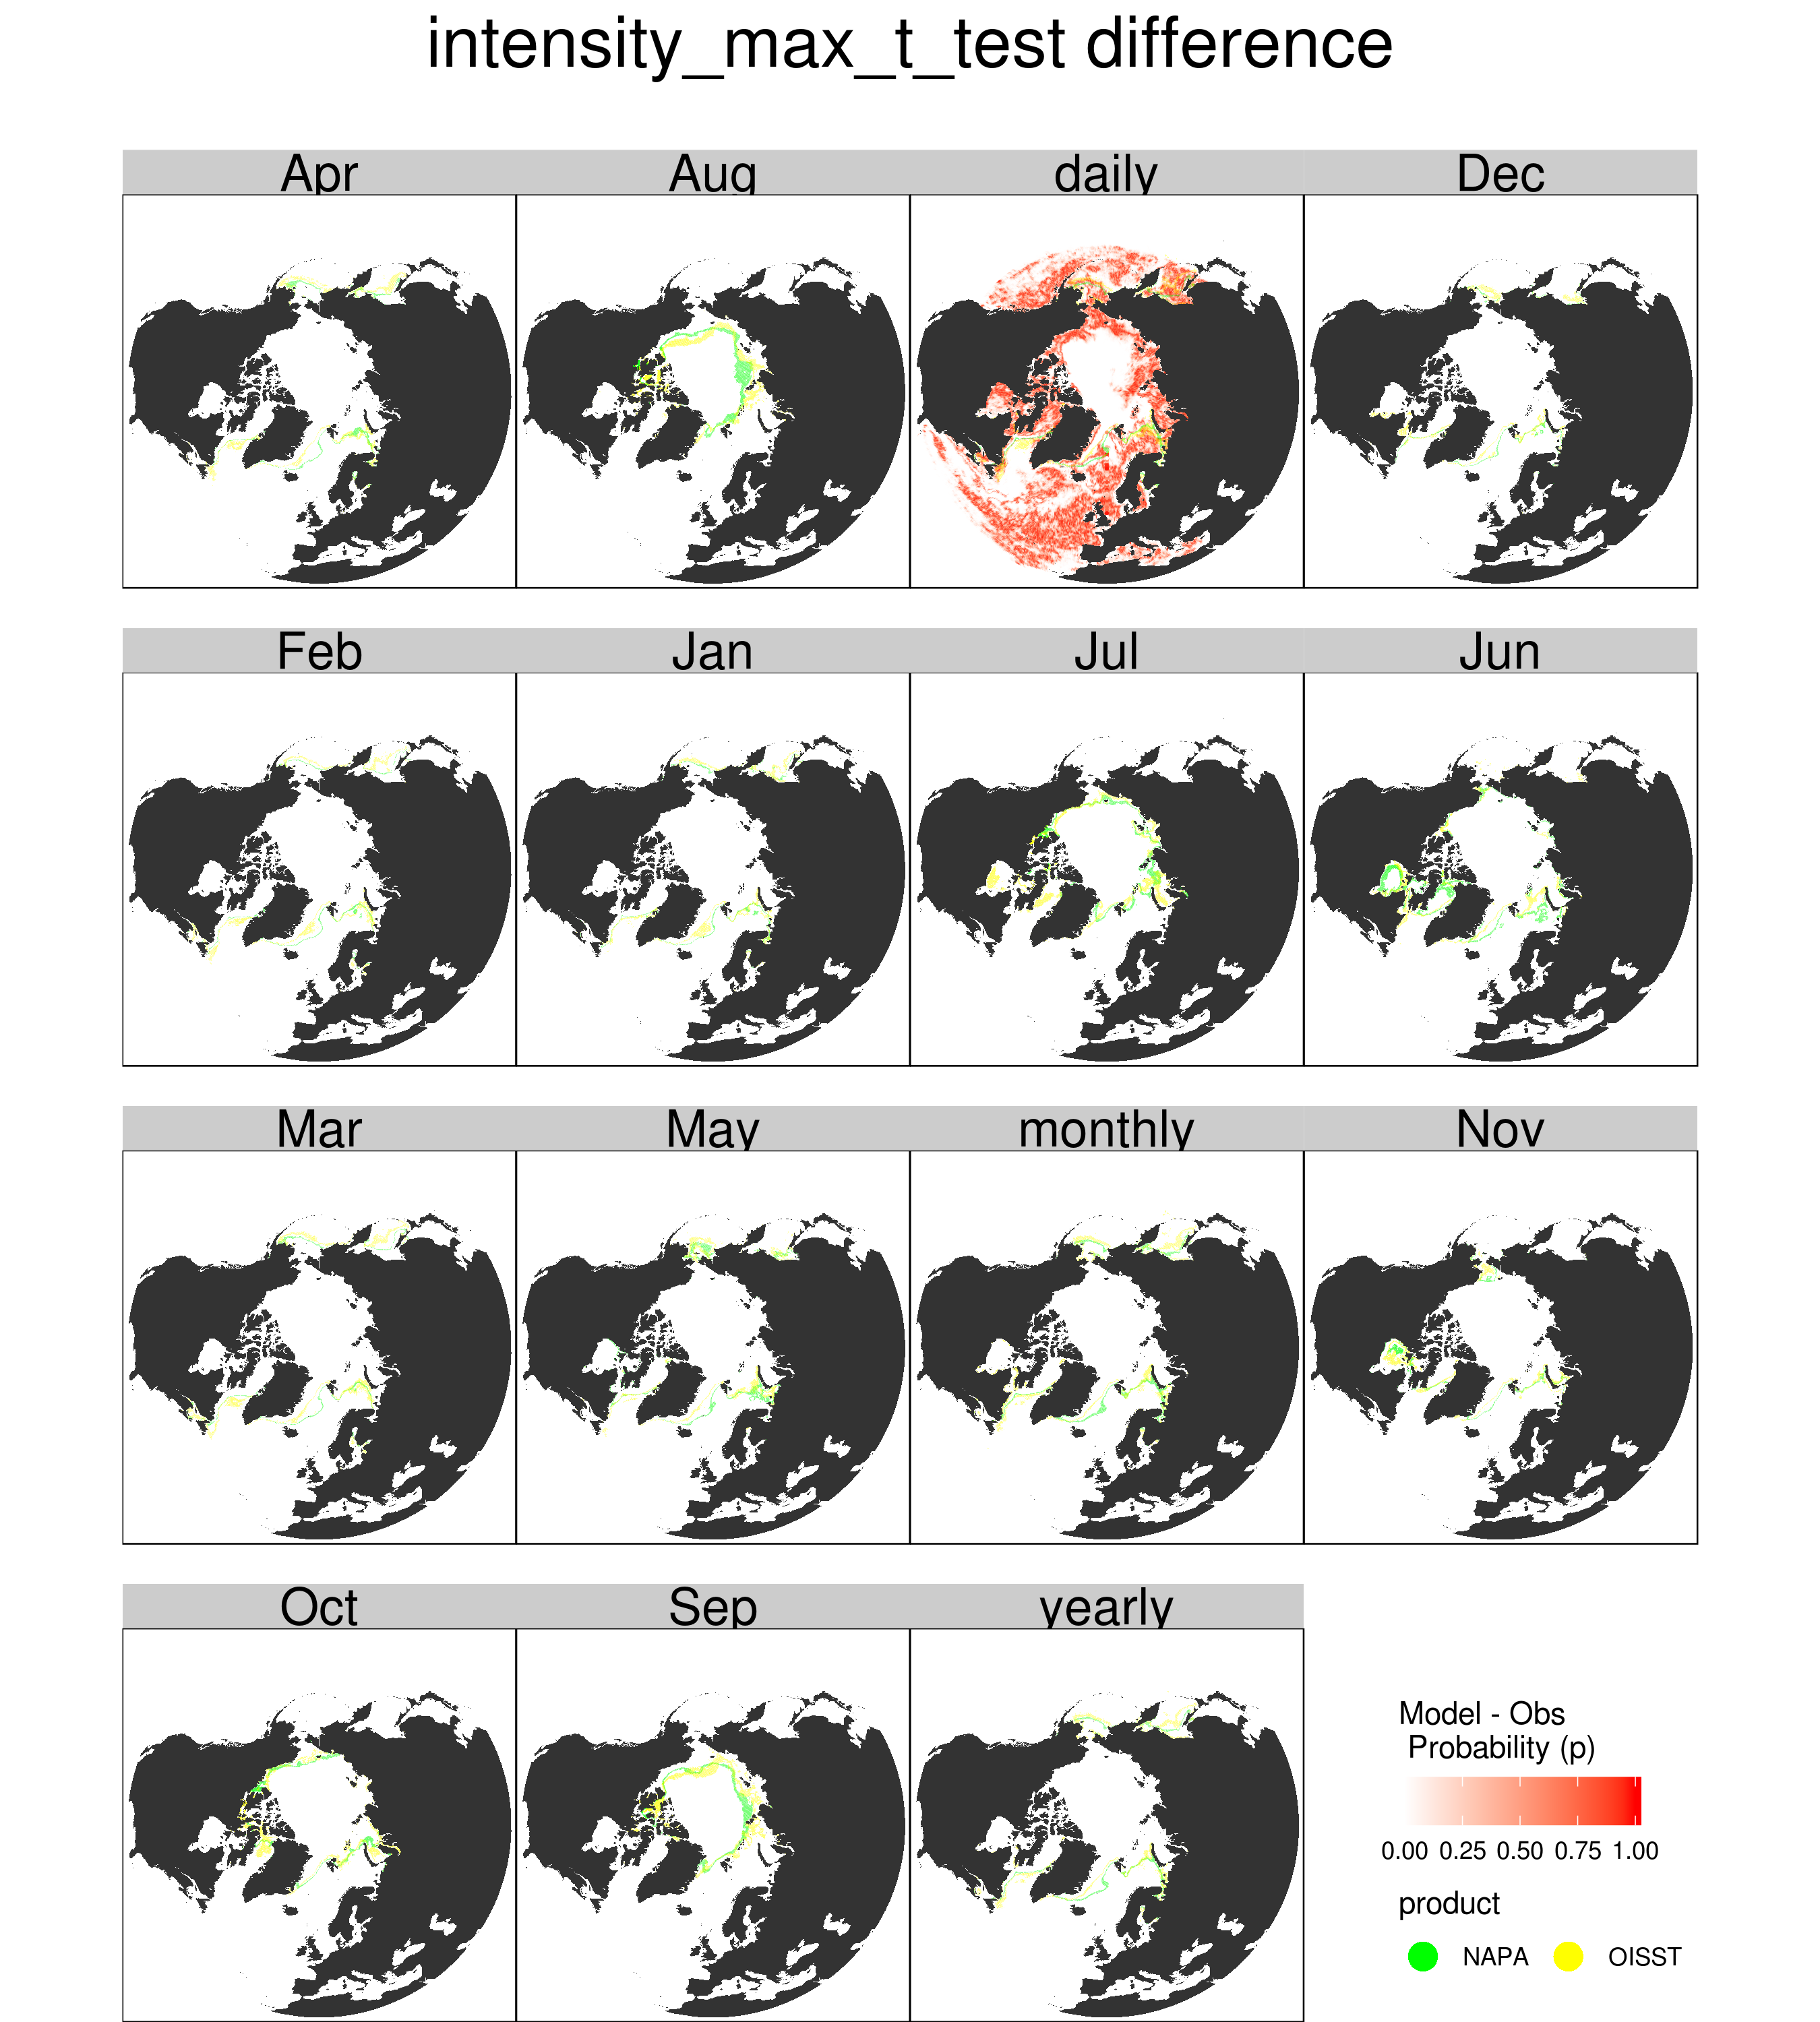 intensity_max_t_test difference
Apr Aug daily Dec
Feb Jan Jul Jun
Mar May monthly Nov
Oct Sep yearly
Model - Obs
Probability (p)
0.00 0.25 0.50 0.75 1.00
product
NAPA OISST